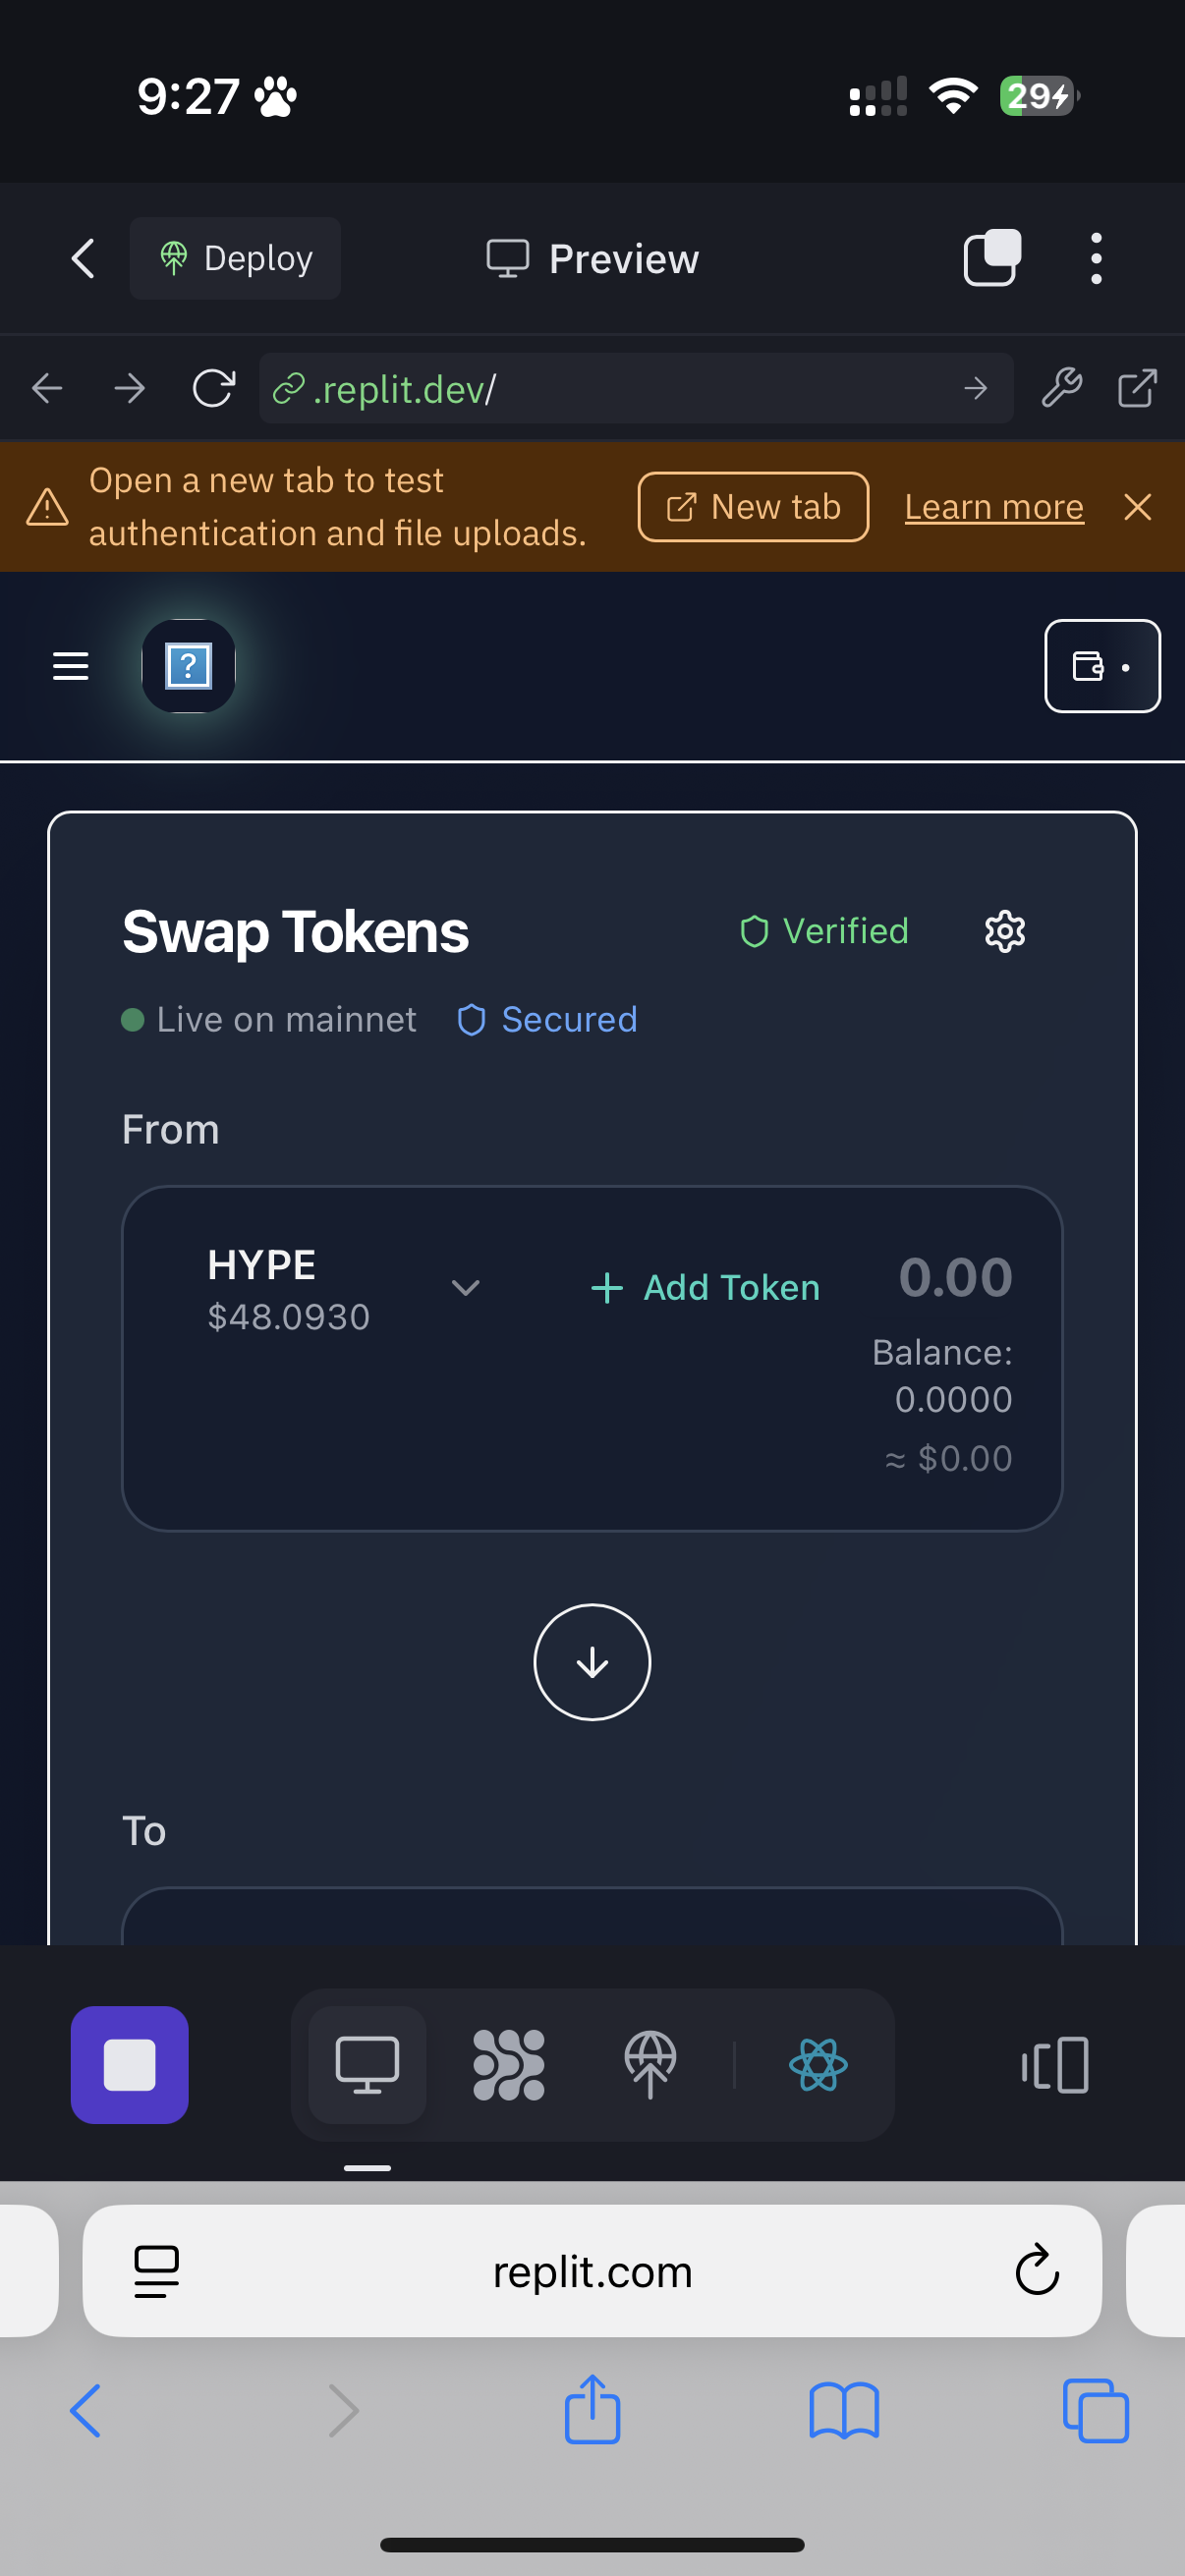 9:27
29
Deploy
Preview
.replit.dev/
Open a new tab to test
authentication and file uploads.
New tab
Learn more
?
Swap Tokens
Verified
Live on mainnet
Secured
From
HYPE
$48.0930
+ Add Token
0.00
Balance:
0.0000
≈ $0.00
To
replit.com